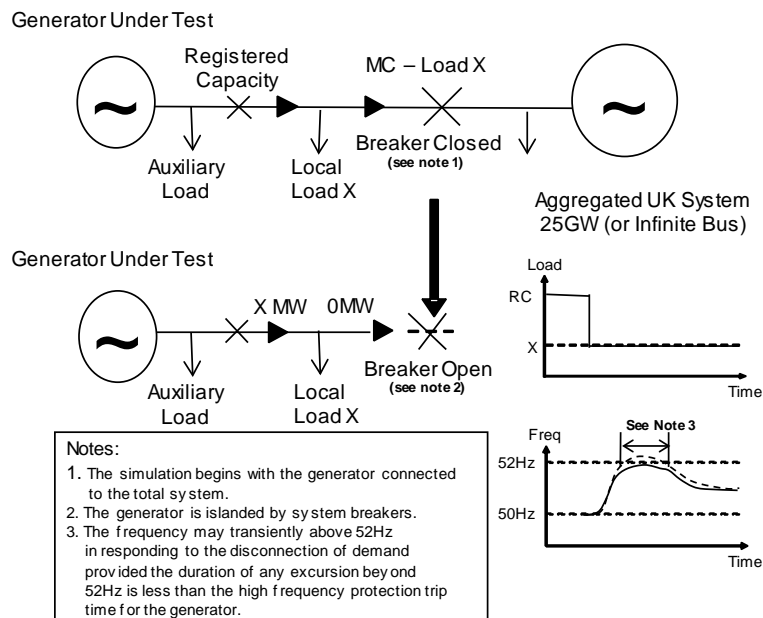 Generator Under Test
Registered
Capacity
MC – Load X
~
~
Auxiliary
Load
Local
Load X
Breaker Closed
(see note 1)
Aggregated UK System
25GW (or Infinite Bus)
Generator Under Test
~
X MW
0MW
Auxiliary
Load
Local
Load X
Breaker Open
(see note 2)
Load
RC
X
Time
See Note 3
Freq
52Hz
50Hz
Time
Notes:
1. The simulation begins with the generator connected
to the total system.
2. The generator is islanded by system breakers.
3. The frequency may transiently above 52Hz
in responding to the disconnection of demand
provided the duration of any excursion beyond
52Hz is less than the high frequency protection trip
time for the generator.